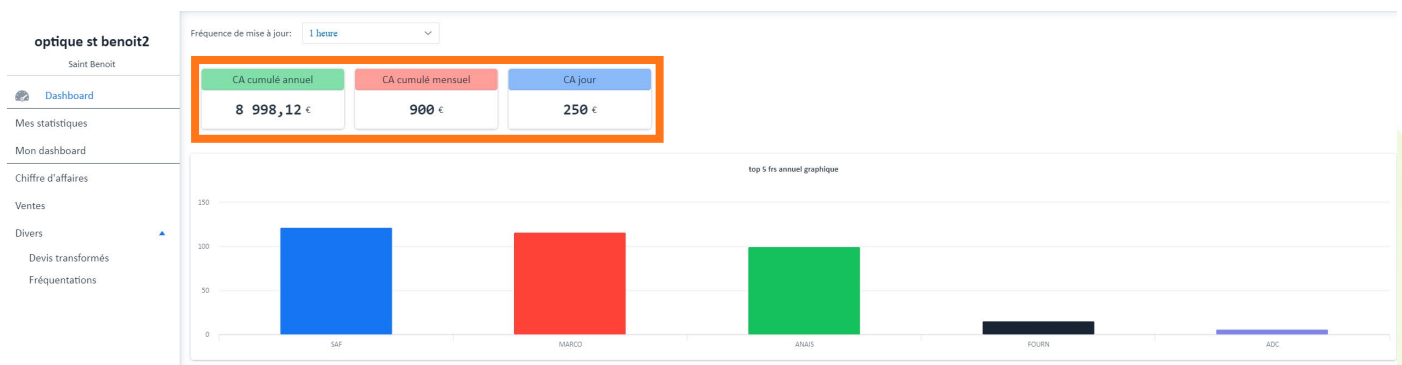 optique st benoit2
Saint Benoit
Dashboard
Mes statistiques
Mon dashboard
Chiffre d'affaires
Ventes
Divers
Devis transformés
Fréquentations
Fréquence de mise à jour: 1 heure
CA cumulé annuel
8 998,12 €
CA cumulé mensuel
900 €
CA jour
250 €
top 5 frs annuel graphique
150
100
50
0
SAF MARCO ANAIS FOURN ADC